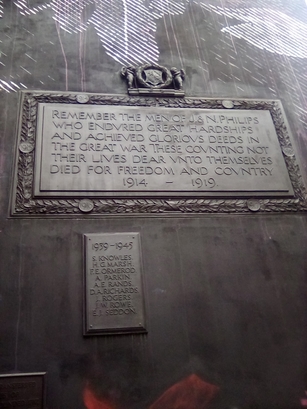 REMEMBER THE MEN OF J. & N. PHILIPS
WHO ENDVRED GREAT HARDSHIPS
AND ACHIEVED GLORIOVS DEEDS IN
THE GREAT WAR THESE COVNTING NOT
THEIR LIVES DEAR VNTO THEMSELVES
DIED FOR FREEDOM AND COVNTRY
1914 - 1919
1939-1945
E. KNOWLES
H.G. MARSH
F.E. ORMEROD
A. PARKIN
A.E. RANDS
D.A. RICHARDS
L. ROGERS
J.W. ROWE
E.J. SEDDON